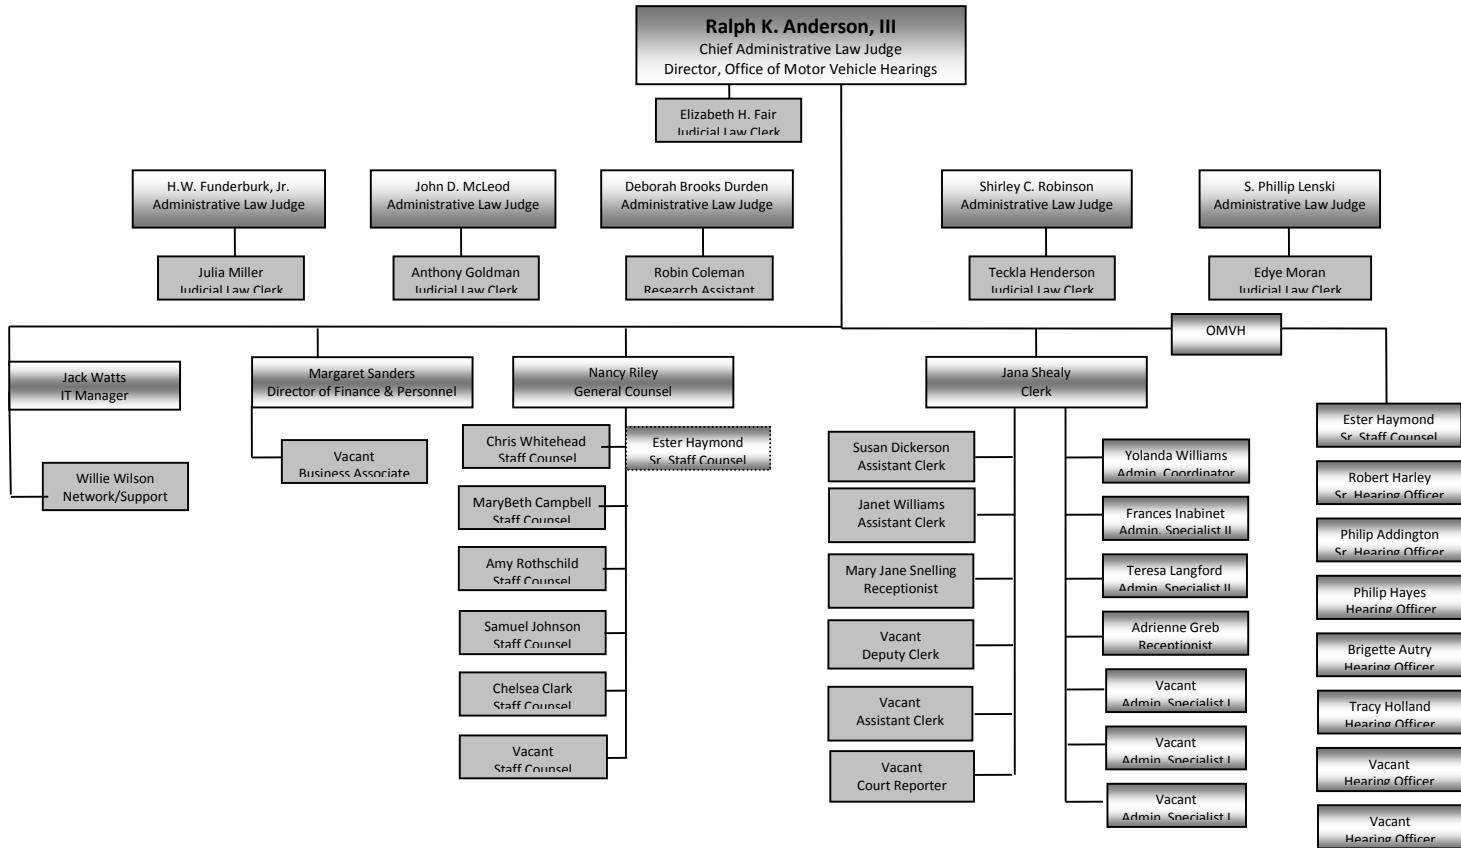 Ralph K. Anderson, III
Chief Administrative Law Judge
Director, Office of Motor Vehicle Hearings
Elizabeth H. Fair
Judicial Law Clerk
H.W. Funderburk, Jr.
Administrative Law Judge
John D. McLeod
Administrative Law Judge
Deborah Brooks Durden
Administrative Law Judge
Shirley C. Robinson
Administrative Law Judge
S. Phillip Lenski
Administrative Law Judge
Julia Miller
Judicial Law Clerk
Anthony Goldman
Judicial Law Clerk
Robin Coleman
Research Assistant
Teckla Henderson
Judicial Law Clerk
Edye Moran
Judicial Law Clerk
OMVH
Jack Watts
IT Manager
Margaret Sanders
Director of Finance & Personnel
Nancy Riley
General Counsel
Jana Shealy
Clerk
Willie Wilson
Network/Support
Vacant
Business Associate
Chris Whitehead
Staff Counsel
Ester Haymond
Sr. Staff Counsel
MaryBeth Campbell
Staff Counsel
Amy Rothschild
Staff Counsel
Samuel Johnson
Staff Counsel
Chelsea Clark
Staff Counsel
Vacant
Staff Counsel
Susan Dickerson
Assistant Clerk
Janet Williams
Assistant Clerk
Mary Jane Snelling
Receptionist
Vacant
Deputy Clerk
Vacant
Assistant Clerk
Vacant
Court Reporter
Yolanda Williams
Admin. Coordinator
Frances Inabinet
Admin. Specialist II
Teresa Langford
Admin. Specialist II
Adrienne Greb
Receptionist
Vacant
Admin. Specialist I
Vacant
Admin. Specialist I
Vacant
Admin. Specialist I
Ester Haymond
Sr. Staff Counsel
Robert Harley
Sr. Hearing Officer
Philip Addington
Sr. Hearing Officer
Philip Hayes
Hearing Officer
Brigette Autry
Hearing Officer
Tracy Holland
Hearing Officer
Vacant
Hearing Officer
Vacant
Hearing Officer